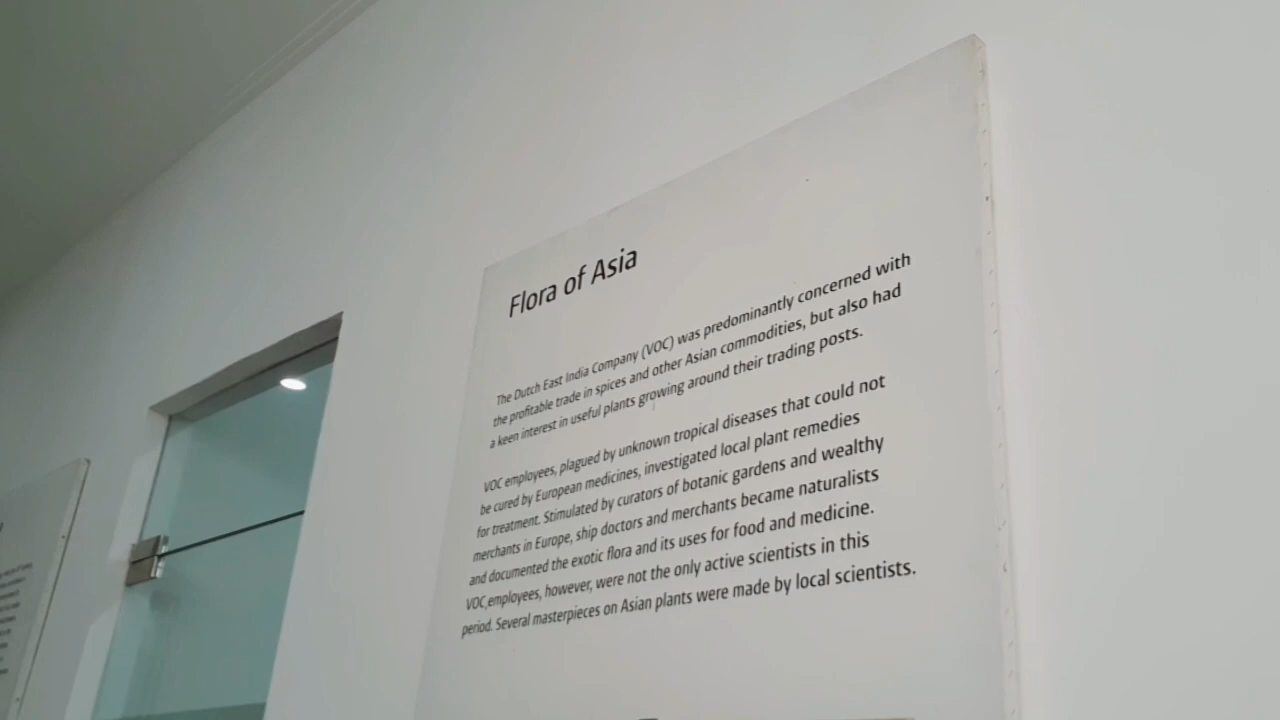 Flora of Asia
The Dutch East India Company (VOC) was predominantly concerned with
the profitable trade in spices and other Asian commodities, but also had
a keen interest in useful plants growing around their trading posts.
VOC employees, plagued by unknown tropical diseases that could not
be cured by European medicines, investigated local plant remedies
for treatment. Stimulated by curators of botanic gardens and wealthy
merchants in Europe, ship doctors and merchants became naturalists
and documented the exotic flora and its uses for food and medicine.
VOC employees, however, were not the only active scientists in this
period. Several masterpieces on Asian plants were made by local scientists.